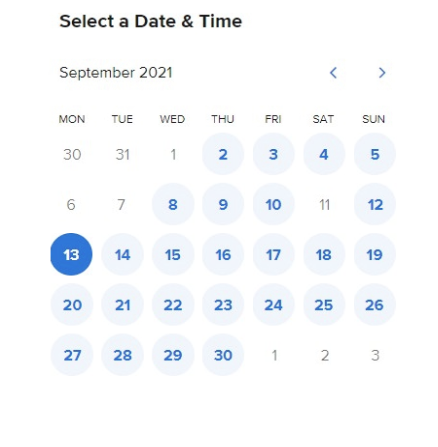 Select a Date & Time
September 2021
MON TUE WED THU FRI SAT SUN
30 31 1 2 3 4 5
6 7 8 9 10 11 12
13 14 15 16 17 18 19
20 21 22 23 24 25 26
27 28 29 30 1 2 3